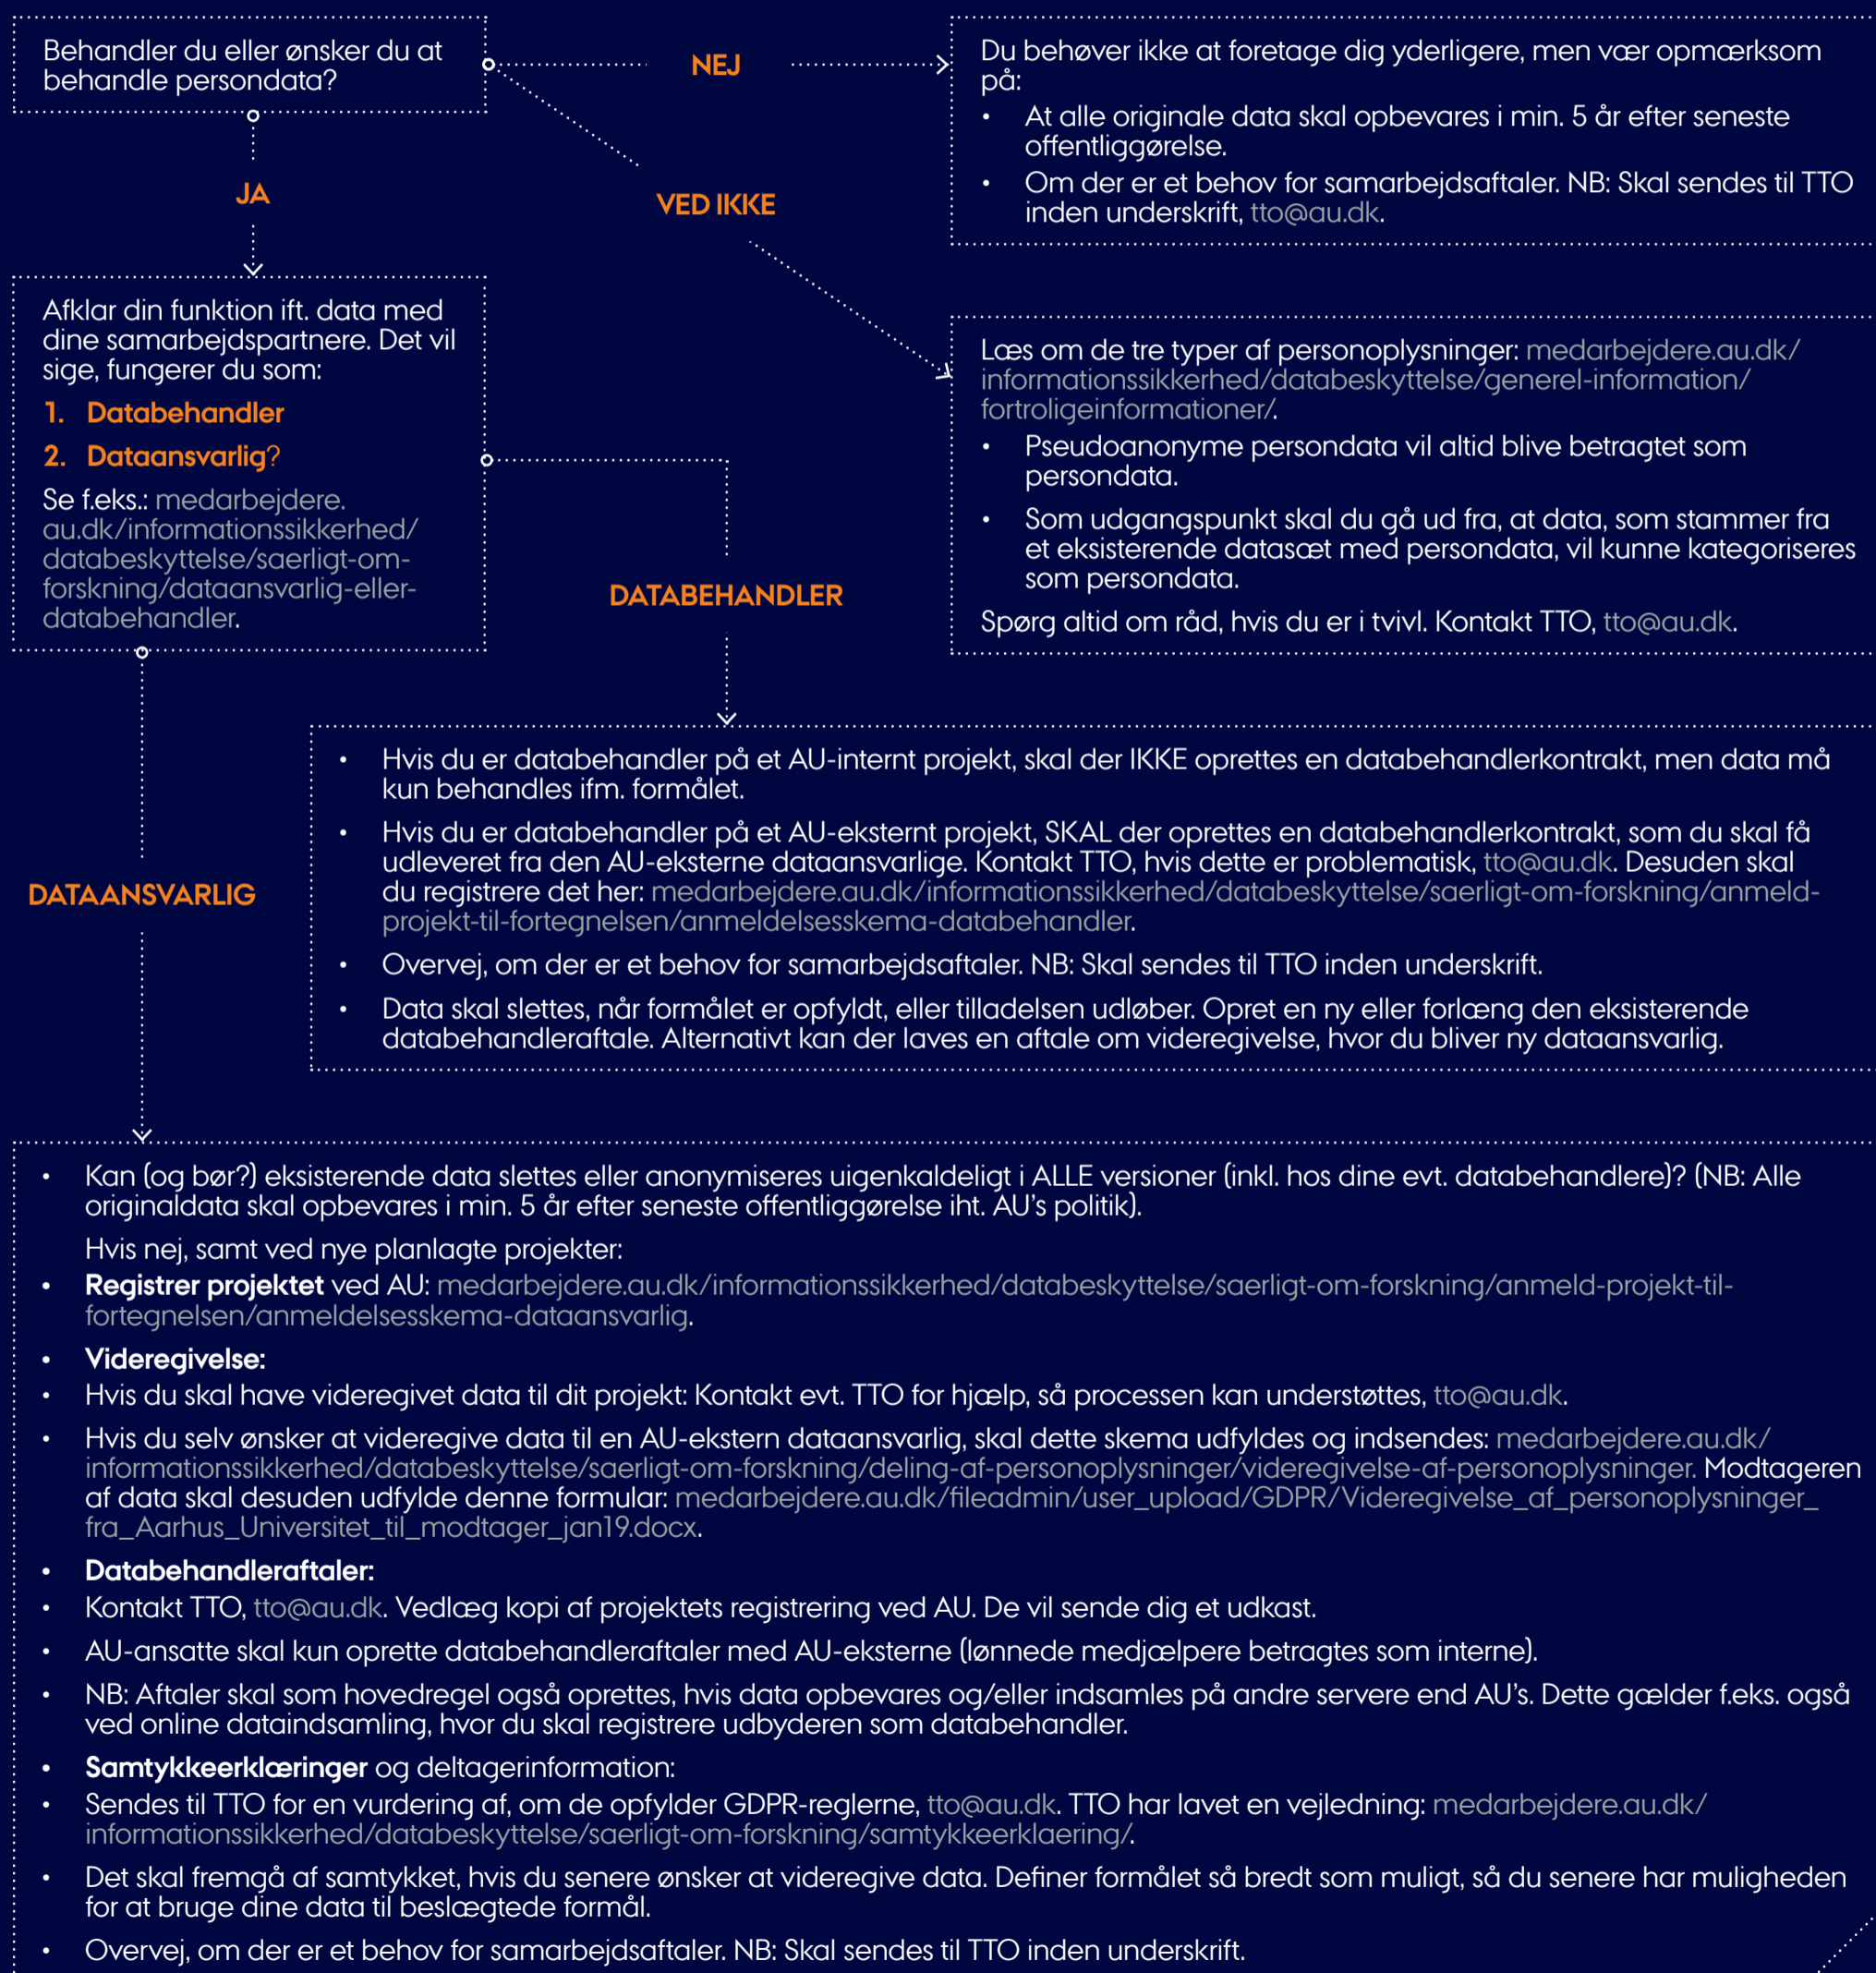 Behandler du eller ønsker du at
behandle persondata?
NEJ
Du behøver ikke at foretage dig yderligere, men vær opmærksom
på:
• At alle originale data skal opbevares i min. 5 år efter seneste
offentliggørelse.
• Om der er et behov for samarbejdsaftaler. NB: Skal sendes til TTO
inden underskrift, tto@au.dk.
JA
VED IKKE
Afklar din funktion ift. data med
dine samarbejdspartnere. Det vil
sige, fungerer du som:
1. Databehandler
2. Dataansvarlig?
Se f.eks.: medarbejdere.
au.dk/informationssikkerhed/
databeskyttelse/saerligt-om-
forskning/dataansvarlig-eller-
databehandler.
Læs om de tre typer af personoplysninger: medarbejdere.au.dk/
informationssikkerhed/databeskyttelse/generel-information/
fortroligeinformationer/.
• Pseudoanonyme persondata vil altid blive betragtet som
persondata.
• Som udgangspunkt skal du gå ud fra, at data, som stammer fra
et eksisterende datasæt med persondata, vil kunne kategoriseres
som persondata.
Spørg altid om råd, hvis du er i tvivl. Kontakt TTO, tto@au.dk.
DATABEHANDLER
• Hvis du er databehandler på et AU-internt projekt, skal der IKKE oprettes en databehandlerkontrakt, men data må
kun behandles ifm. formålet.
• Hvis du er databehandler på et AU-eksternt projekt, SKAL der oprettes en databehandlerkontrakt, som du skal få
udleveret fra den AU-eksterne dataansvarlige. Kontakt TTO, hvis dette er problematisk, tto@au.dk. Desuden skal
du registrere det her: medarbejdere.au.dk/informationssikkerhed/databeskyttelse/saerligt-om-forskning/anmeld-
projekt-til-fortegnelsen/anmeldelsesskema-databehandler.
• Overvej, om der er et behov for samarbejdsaftaler. NB: Skal sendes til TTO inden underskrift.
• Data skal slettes, når formålet er opfyldt, eller tilladelsen udløber. Opret en ny eller forlæng den eksisterende
databehandleraftale. Alternativt kan der laves en aftale om videregivelse, hvor du bliver ny dataansvarlig.
DATAANSVARLIG
• Kan (og bør?) eksisterende data slettes eller anonymiseres uigenkaldeligt i ALLE versioner (inkl. hos dine evt. databehandlere)? (NB: Alle
originaldata skal opbevares i min. 5 år efter seneste offentliggørelse iht. AU's politik).
Hvis nej, samt ved nye planlagte projekter:
• Registrer projektet ved AU: medarbejdere.au.dk/informationssikkerhed/databeskyttelse/saerligt-om-forskning/anmeld-projekt-til-
fortegnelsen/anmeldelsesskema-dataansvarlig.
• Videregivelse:
• Hvis du skal have videregivet data til dit projekt: Kontakt evt. TTO for hjælp, så processen kan understøttes, tto@au.dk.
• Hvis du selv ønsker at videregive data til en AU-ekstern dataansvarlig, skal dette skema udfyldes og indsendes: medarbejdere.au.dk/
informationssikkerhed/databeskyttelse/saerligt-om-forskning/deling-af-personoplysninger/videregivelse-af-personoplysninger. Modtageren
af data skal desuden udfylde denne formular: medarbejdere.au.dk/fileadmin/user_upload/GDPR/Videregivelse_af_personoplysninger_
fra_Aarhus_Universitet_til_modtager_jan19.docx.
• Databehandleraftaler:
• Kontakt TTO, tto@au.dk. Vedlæg kopi af projektets registrering ved AU. De vil sende dig et udkast.
• AU-ansatte skal kun oprette databehandleraftaler med AU-eksterne (lønnede medjælpere betragtes som interne).
• NB: Aftaler skal som hovedregel også oprettes, hvis data opbevares og/eller indsamles på andre servere end AU's. Dette gælder f.eks. også
ved online dataindsamling, hvor du skal registrere udbyderen som databehandler.
• Samtykkeerklæringer og deltagerinformation:
• Sendes til TTO for en vurdering af, om de opfylder GDPR-reglerne, tto@au.dk. TTO har lavet en vejledning: medarbejdere.au.dk/
informationssikkerhed/databeskyttelse/saerligt-om-forskning/samtykkeerklaering/.
• Det skal fremgå af samtykket, hvis du senere ønsker at videregive data. Definer formålet så bredt som muligt, så du senere har muligheden
for at bruge dine data til beslægtede formål.
• Overvej, om der er et behov for samarbejdsaftaler. NB: Skal sendes til TTO inden underskrift.